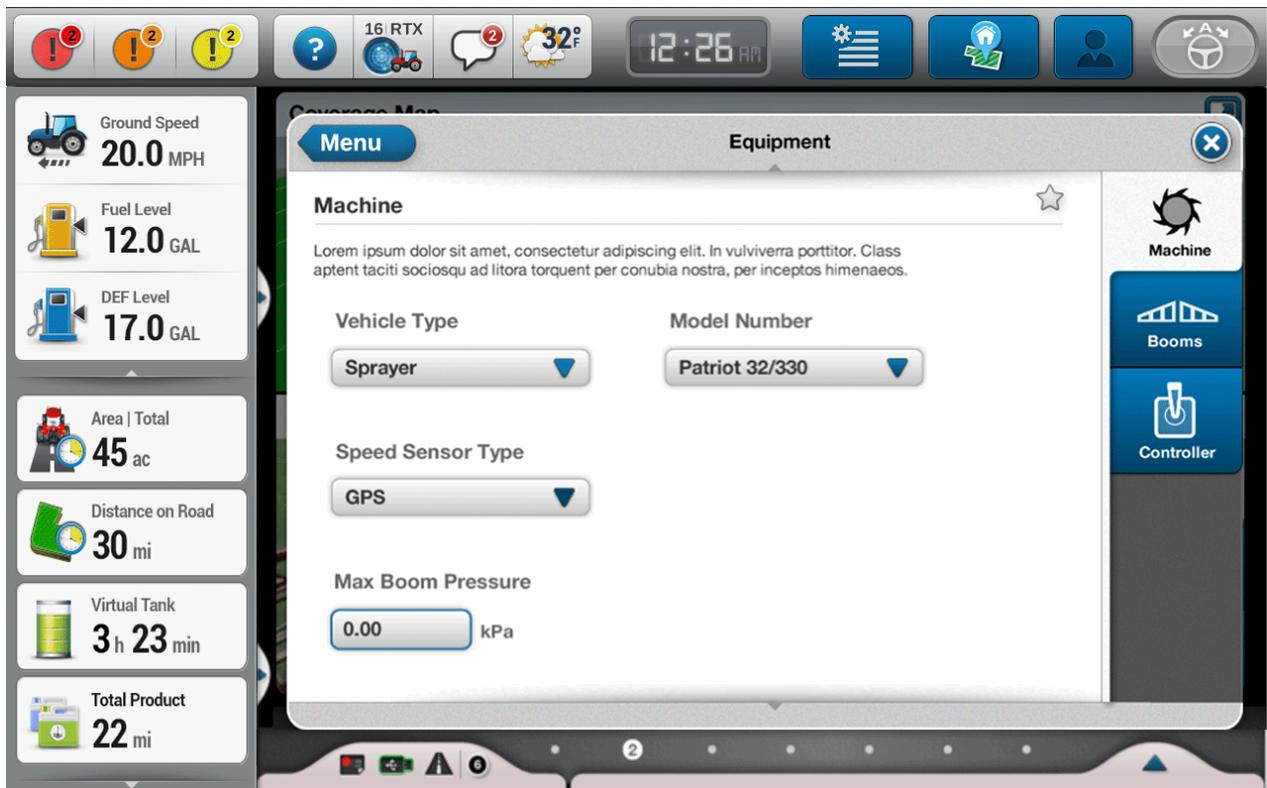 2
2
2
?
16 RTX
2
32°F
12:26 AM
A
Ground Speed
20.0 MPH
Fuel Level
12.0 GAL
DEF Level
17.0 GAL
Area | Total
45 ac
Distance on Road
30 mi
Virtual Tank
3 h 23 min
Total Product
22 mi
Coverage Map
Menu
Equipment
Machine
Lorem ipsum dolor sit amet, consectetur adipiscing elit. In vulviverra porttitor. Class
aptent taciti sociosqu ad litora torquent per conubia nostra, per inceptos himenaeos.
Vehicle Type
Model Number
Sprayer
Patriot 32/330
Speed Sensor Type
GPS
Max Boom Pressure
0.00 kPa
Machine
Booms
Controller
6
2